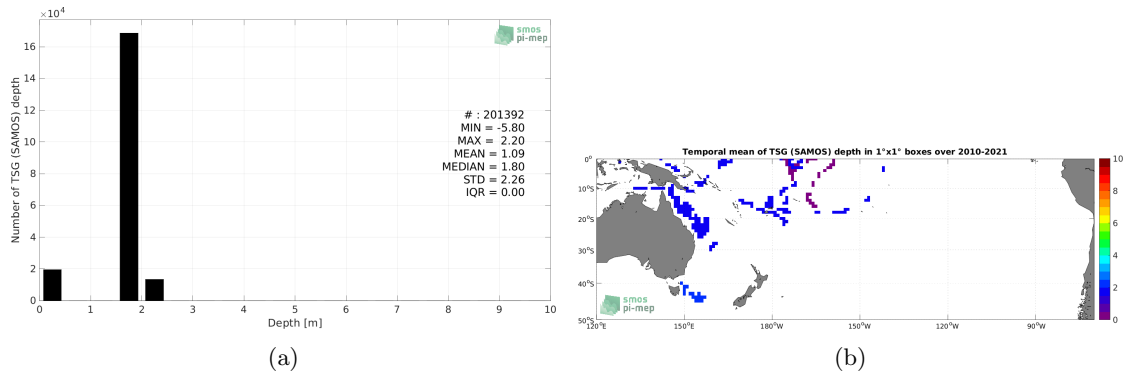 ×10⁴
16
14
12
10
8
6
4
2
0
Number of TSG (SAMOS) depth
0 1 2 3 4 5 6 7 8 9 10
Depth [m]
smos
pi-mep
# : 201392
MIN = -5.80
MAX = 2.20
MEAN = 1.09
MEDIAN = 1.80
STD = 2.26
IQR = 0.00
(a)
Temporal mean of TSG (SAMOS) depth in 1°x1° boxes over 2010-2021
0°
10°S
20°S
30°S
40°S
50°S
120°E 150°E 180°W 150°W 120°W 90°W
smos
pi-mep
10
8
6
4
2
0
(b)